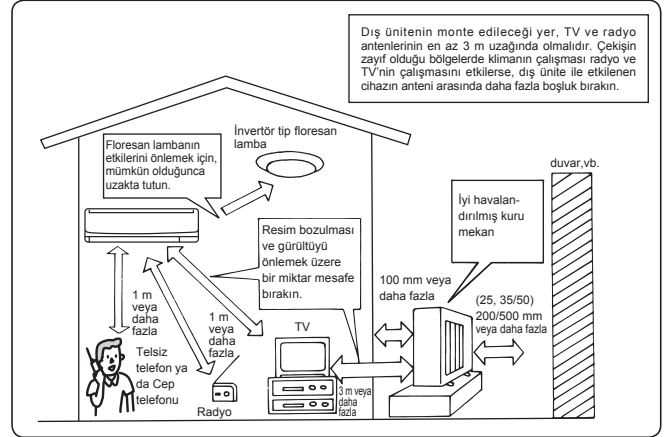 Dış ünitenin monte edileceği yer, TV ve radyo
antenlerinin en az 3 m uzağında olmalıdır. Çekişin
zayıf olduğu bölgelerde klimanın çalışması radyo ve
TV'nin çalışmasını etkilerse, dış ünite ile etkilenen
cihazın anteni arasında daha fazla boşluk bırakın.
Floresan lambanın
etkilerini önlemek için,
mümkün olduğunca
uzakta tutun.
İnvertör tip floresan
lamba
duvar,vb.
İyi havalan-
dırılmış kuru
mekan
Resim bozulması
ve gürültüyü
önlemek üzere
bir miktar mesafe
bırakın.
100 mm veya
daha fazla
(25, 35/50)
200/500 mm
veya daha fazla
1 m
veya
daha
fazla
1 m
veya
daha
fazla
TV
Telsiz
telefon ya
da Cep
telefonu
Radyo
3 m veya
daha
fazla